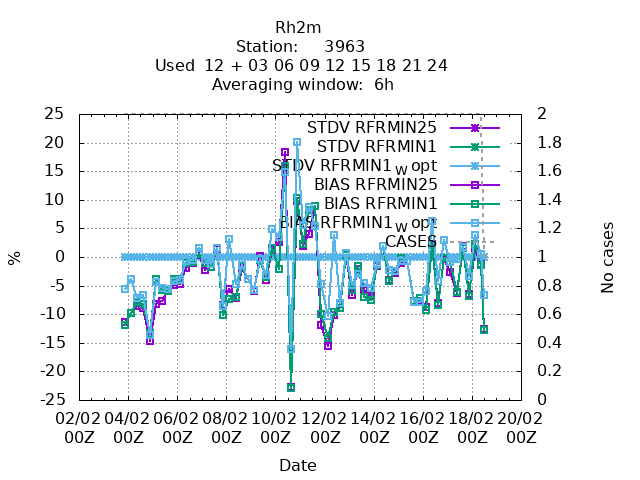 Rh2m
Station: 3963
Used 12 + 03 06 09 12 15 18 21 24
Averaging window: 6h
STDV RFRMIN25
STDV RFRMIN1
STDV RFRMIN1_w opt
BIAS RFRMIN25
BIAS RFRMIN1
BIAS RFRMIN1_w opt
CASES
25
20
15
10
5
0
-5
-10
-15
-20
-25
%
2
1.8
1.6
1.4
1.2
1
0.8
0.6
0.4
0.2
0
No cases
02/02 04/02 06/02 08/02 10/02 12/02 14/02 16/02 18/02 20/02
00Z 00Z 00Z 00Z 00Z 00Z 00Z 00Z 00Z 00Z
Date